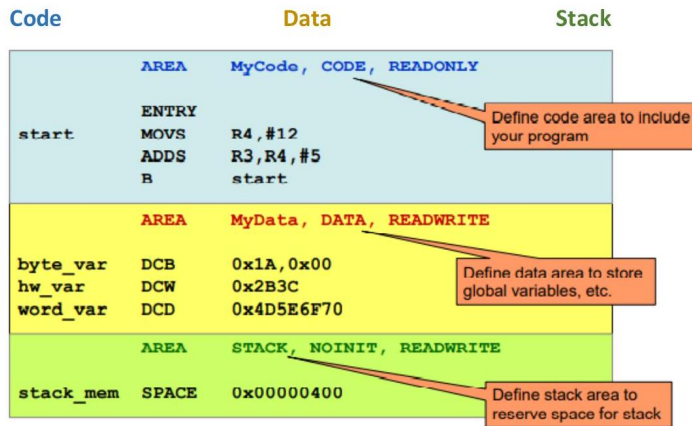 Code Data Stack
AREA MyCode, CODE, READONLY
ENTRY
start MOVS R4,#12
ADDS R3,R4,#5
B start
Define code area to include
your program
AREA MyData, DATA, READWRITE
byte_var DCB 0x1A,0x00
hw_var DCW 0x2B3C
word_var DCD 0x4D5E6F70
Define data area to store
global variables, etc.
AREA STACK, NOINIT, READWRITE
stack_mem SPACE 0x00000400
Define stack area to
reserve space for stack